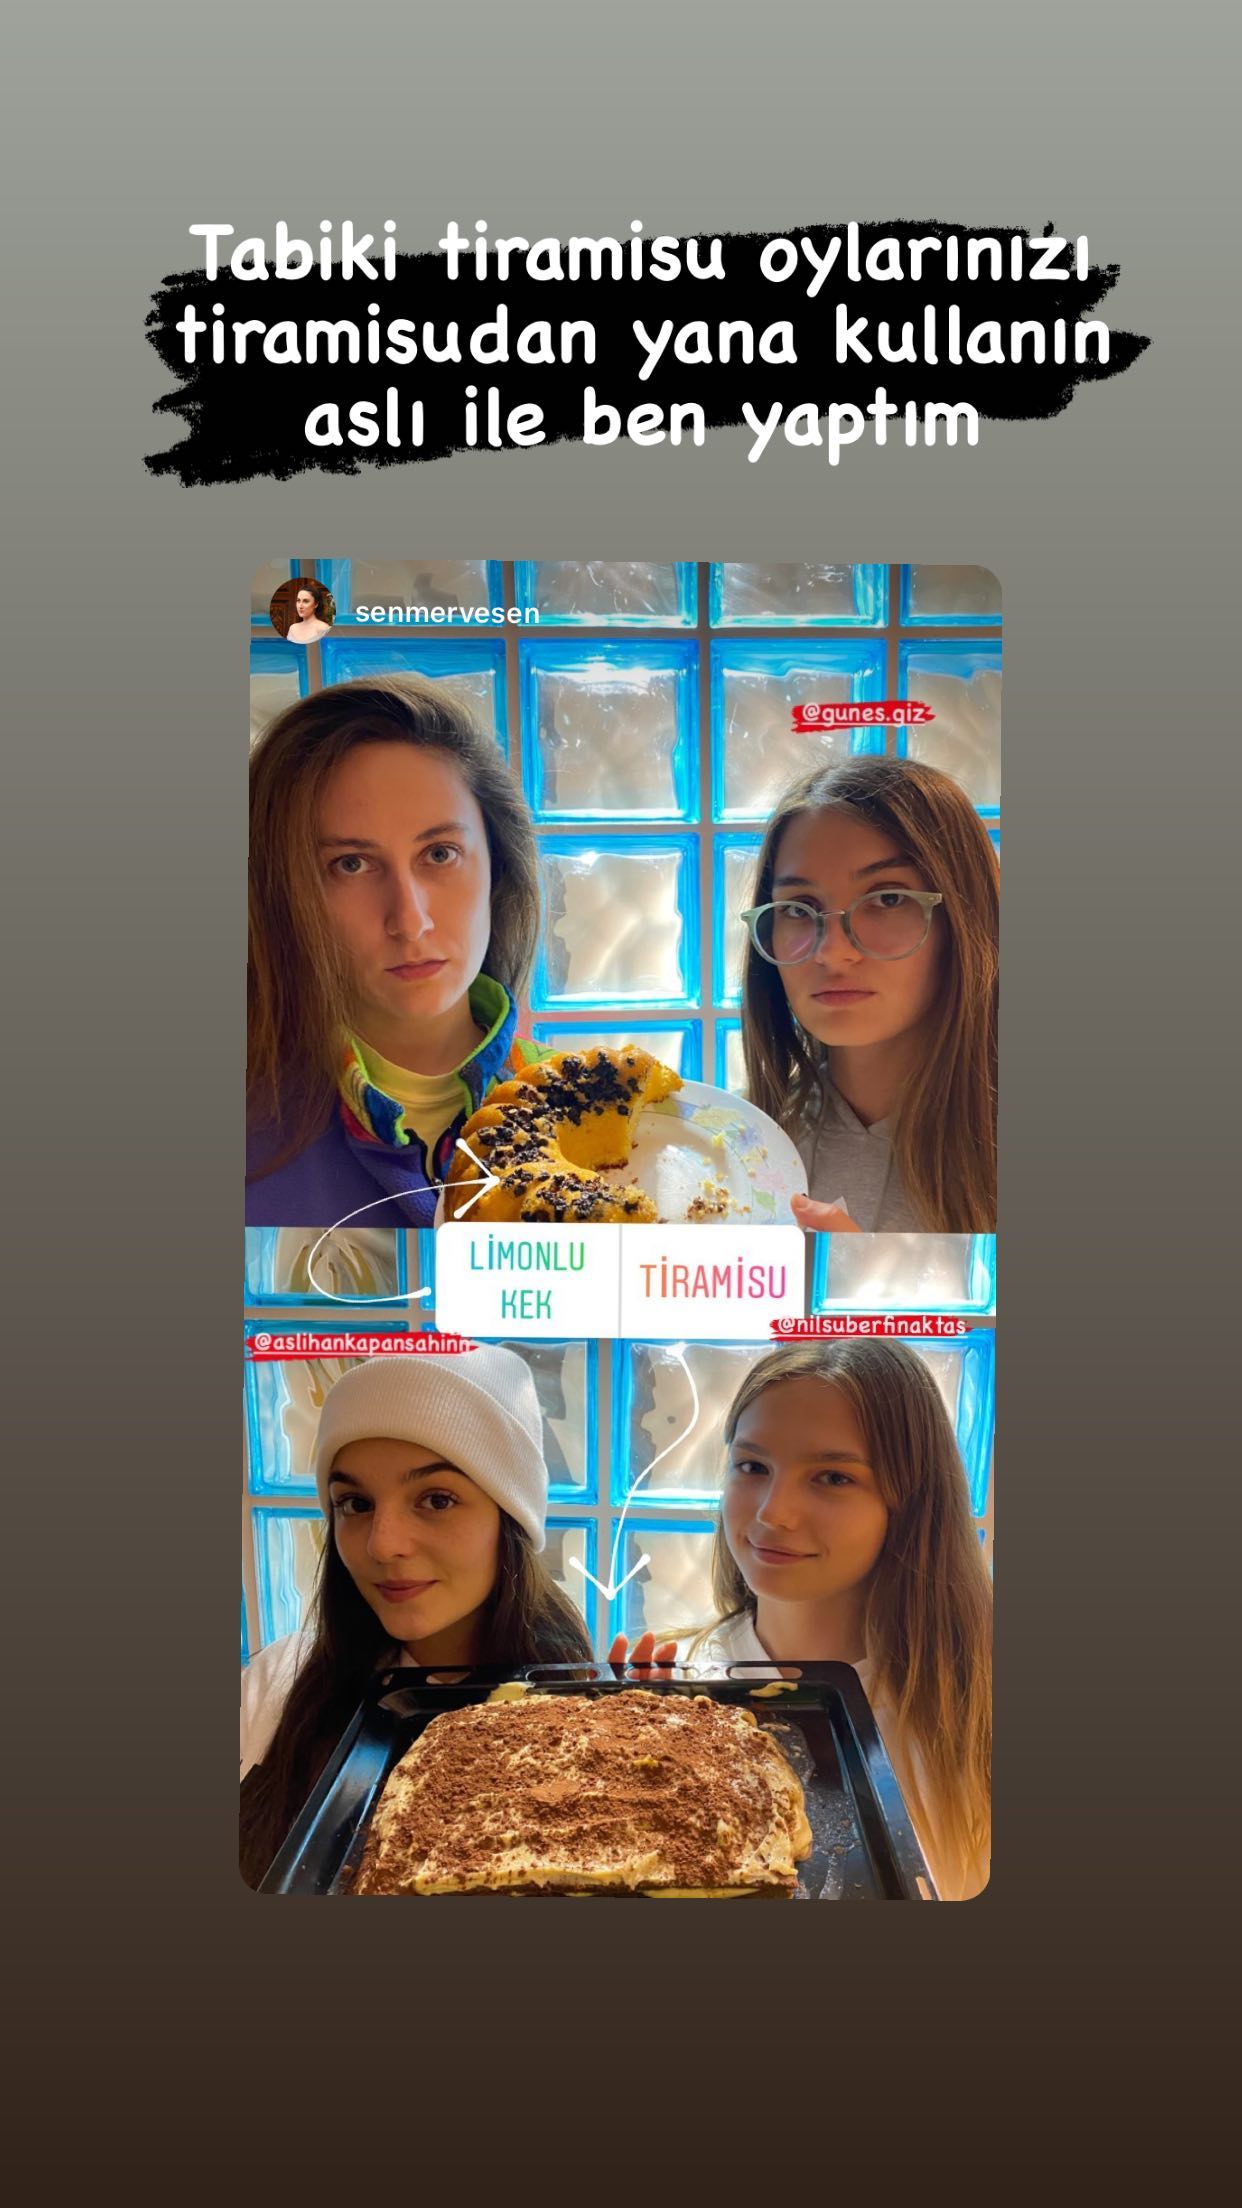 Tabiki tiramisu oylarınızı
tiramisudan yana kullanın
aslı ile ben yaptım
senmervesen
@gunes.giz
LİMONLU
KEK
TİRAMİSU
@nilsuberfinaktas
@aslihankapansahinn